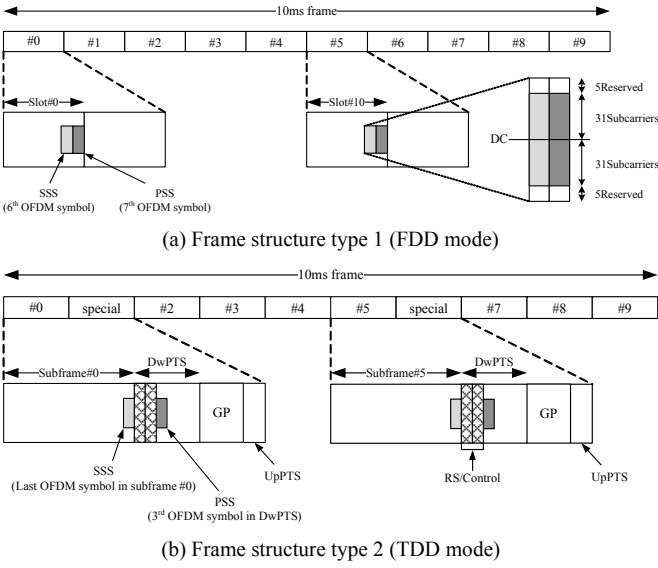 10ms frame
#0 #1 #2 #3 #4 #5 #6 #7 #8 #9
Slot#0
Slot#10
5Reserved
31Subcarriers
DC
31Subcarriers
5Reserved
SSS
(6th OFDM symbol)
PSS
(7th OFDM symbol)
(a) Frame structure type 1 (FDD mode)
10ms frame
#0 special #2 #3 #4 #5 special #7 #8 #9
Subframe#0
DwPTS
Subframe#5
DwPTS
GP
GP
SSS
(Last OFDM symbol in subframe #0)
PSS
(3rd OFDM symbol in DwPTS)
UpPTS
RS/Control
UpPTS
(b) Frame structure type 2 (TDD mode)